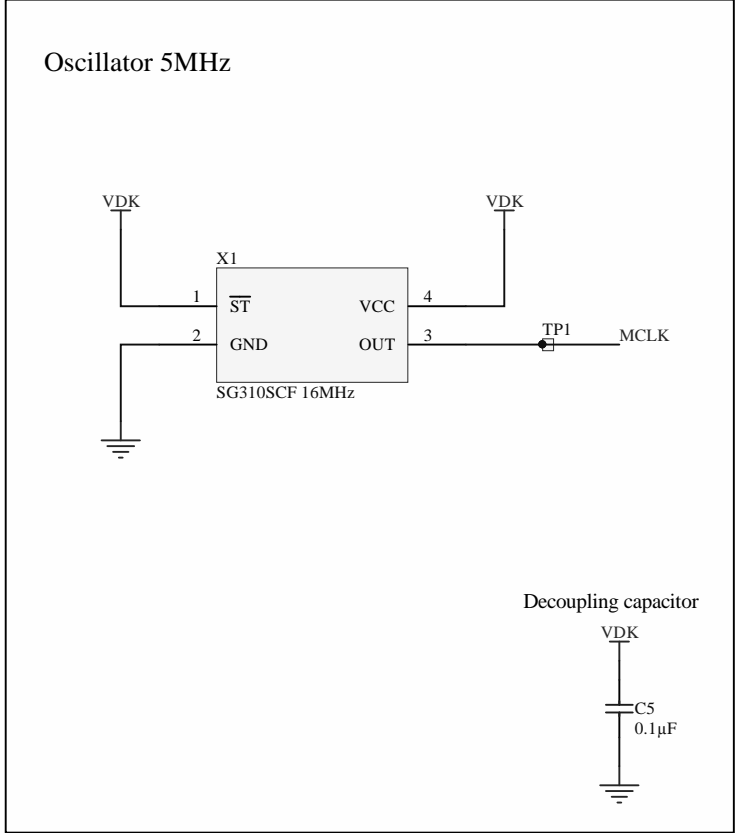 Oscillator 5MHz
VDK
VDK
X1
1
ST
VCC
4
2
GND
OUT
3
TP1
MCLK
SG310SCF 16MHz
Decoupling capacitor
VDK
C5
0.1µF